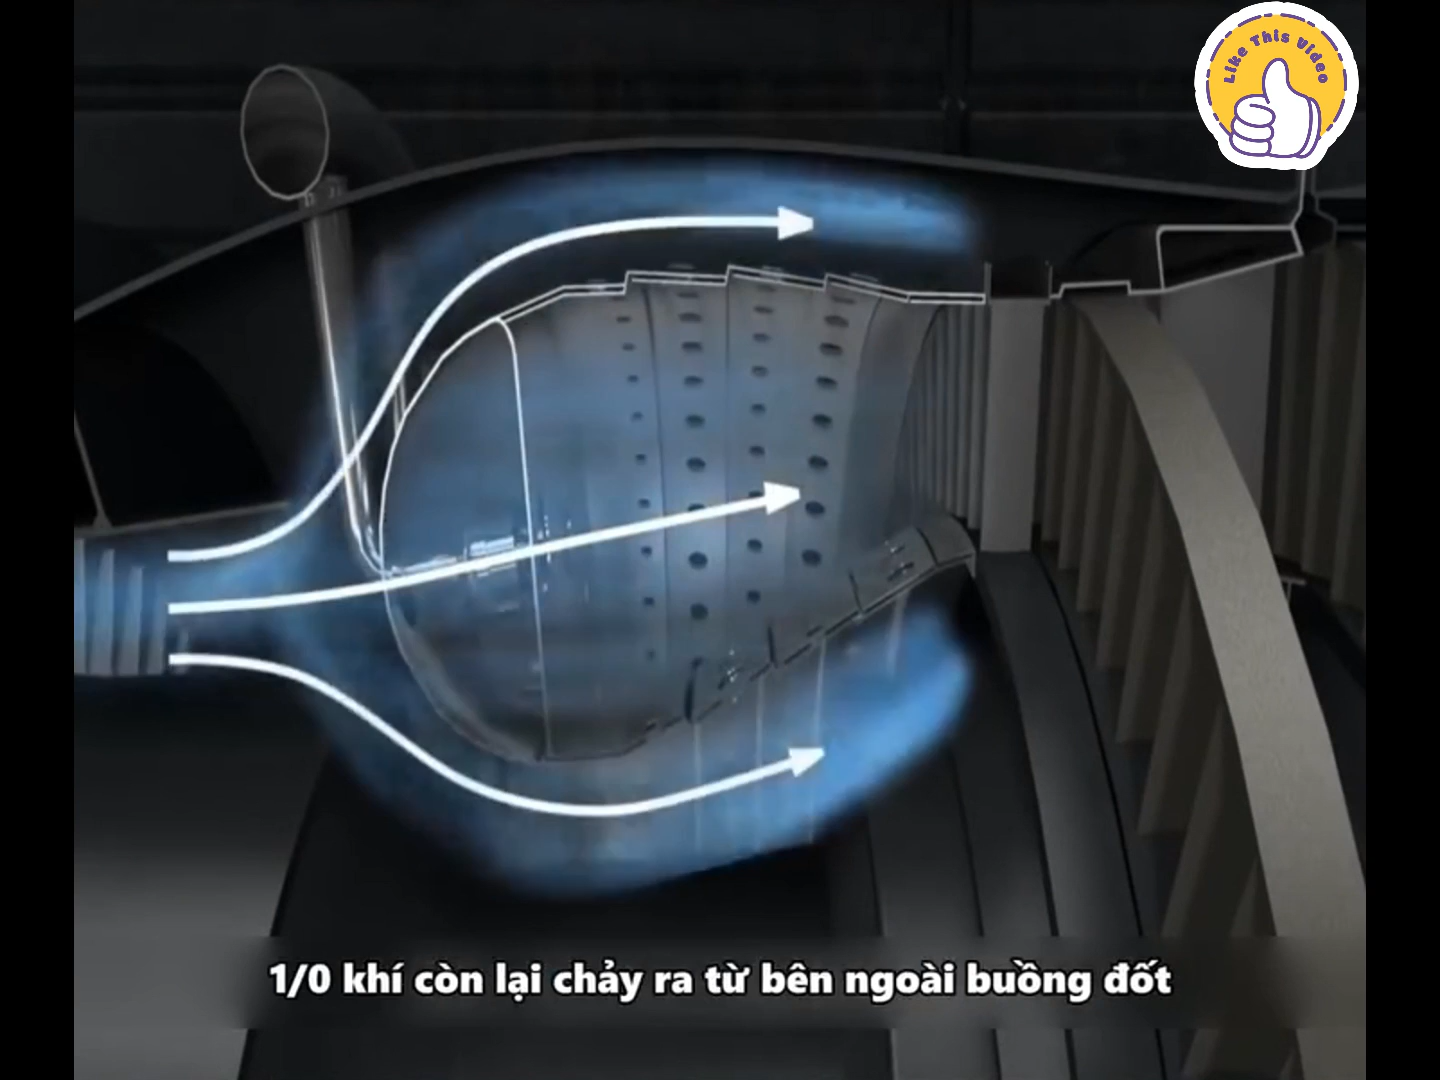 Like This Video
1/0 khí còn lại chảy ra từ bên ngoài buồng đốt